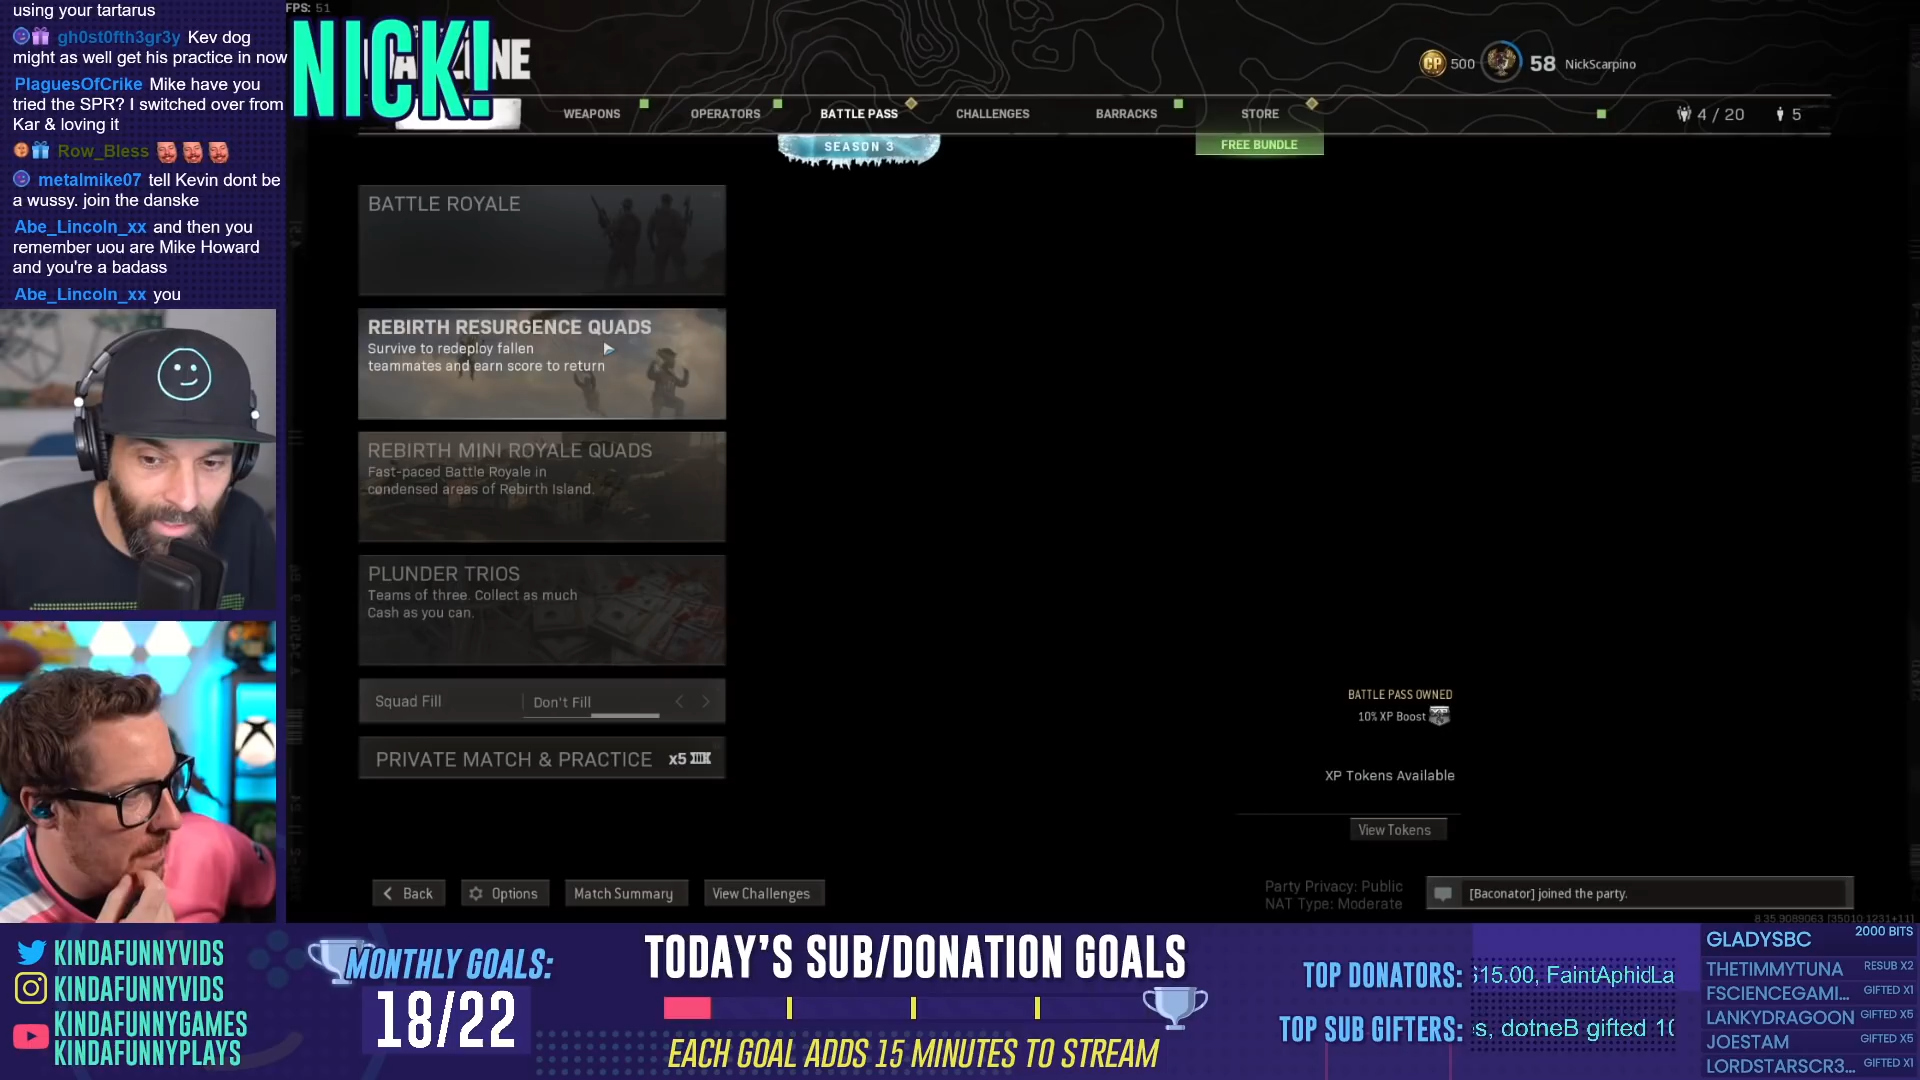 using your tartarus
gh0st0fth3gr3y Kev dog
might as well get his practice in now
PlaguesOfCrike Mike have you
tried the SPR? I switched over from
Kar & loving it
Row_Bless
metalmike07 tell Kevin dont be
a wussy. join the danske
Abe_Lincoln_xx and then you
remember uou are Mike Howard
and you're a badass
Abe_Lincoln_xx you
FPS: 51
NICK!
NE
CP 500
58 NickScarpino
WEAPONS
OPERATORS
BATTLE PASS
CHALLENGES
BARRACKS
STORE
4 / 20
5
SEASON 3
FREE BUNDLE
BATTLE ROYALE
REBIRTH RESURGENCE QUADS
Survive to redeploy fallen
teammates and earn score to return
REBIRTH MINI ROYALE QUADS
Fast-paced Battle Royale in
condensed areas of Rebirth Island.
PLUNDER TRIOS
Teams of three. Collect as much
Cash as you can.
Squad Fill
Don't Fill
PRIVATE MATCH & PRACTICE x5
BATTLE PASS OWNED
10% XP Boost
XP Tokens Available
View Tokens
Back
Options
Match Summary
View Challenges
Party Privacy: Public
NAT Type: Moderate
[Baconator] joined the party.
KINDAFUNNYVIDS
KINDAFUNNYVIDS
KINDAFUNNYGAMES
KINDAFUNNYPLAYS
MONTHLY GOALS:
18/22
TODAY'S SUB/DONATION GOALS
EACH GOAL ADDS 15 MINUTES TO STREAM
TOP DONATORS: $15.00, FaintAphidLa
TOP SUB GIFTERS: s, dotneB gifted 10
GLADYSBC 2000 BITS
THETIMMYTUNA RESUB X2
FSCIENCEGAMI... GIFTED X1
LANKYDRAGOON GIFTED X5
JOESTAM GIFTED X5
LORDSTARSCR3... GIFTED X1